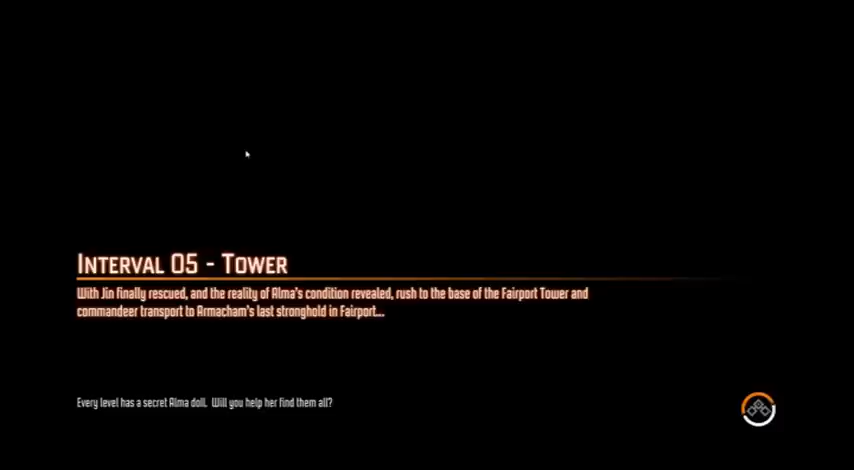 Interval 05 - Tower
With Jin finally rescued, and the reality of Alma's condition revealed, rush to the base of the Fairport Tower and
commandeer transport to Armacham's last stronghold in Fairport...
Every level has a secret Alma doll. Will you help her find them all?